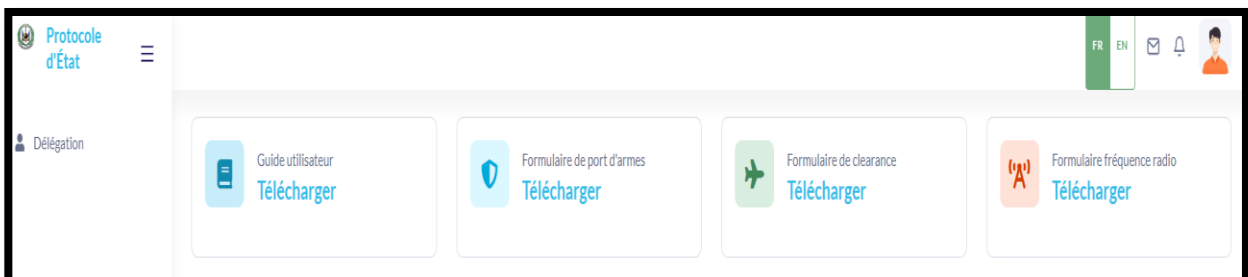 Protocole
d'État
FR EN
Délégation
Guide utilisateur
Télécharger
Formulaire de port d'armes
Télécharger
Formulaire de clearance
Télécharger
Formulaire fréquence radio
Télécharger